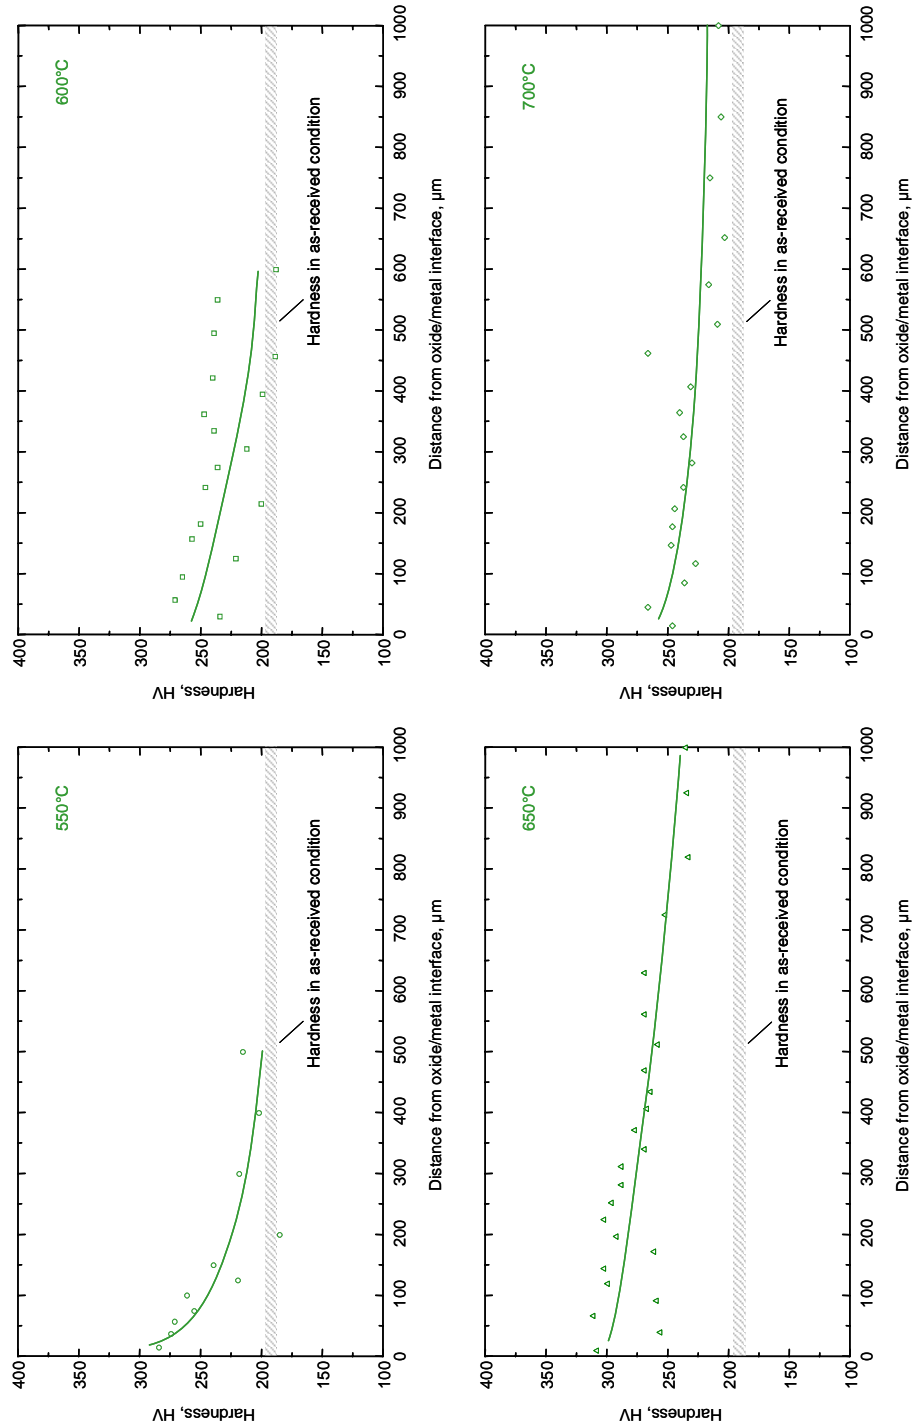 550°C
Hardness, HV
400
350
300
250
200
150
100
Hardness in as-received condition
0 100 200 300 400 500 600 700 800 900 1000
Distance from oxide/metal interface, µm
600°C
Hardness, HV
400
350
300
250
200
150
100
Hardness in as-received condition
0 100 200 300 400 500 600 700 800 900 1000
Distance from oxide/metal interface, µm
650°C
Hardness, HV
400
350
300
250
200
150
100
Hardness in as-received condition
0 100 200 300 400 500 600 700 800 900 1000
Distance from oxide/metal interface, µm
700°C
Hardness, HV
400
350
300
250
200
150
100
Hardness in as-received condition
0 100 200 300 400 500 600 700 800 900 1000
Distance from oxide/metal interface, µm